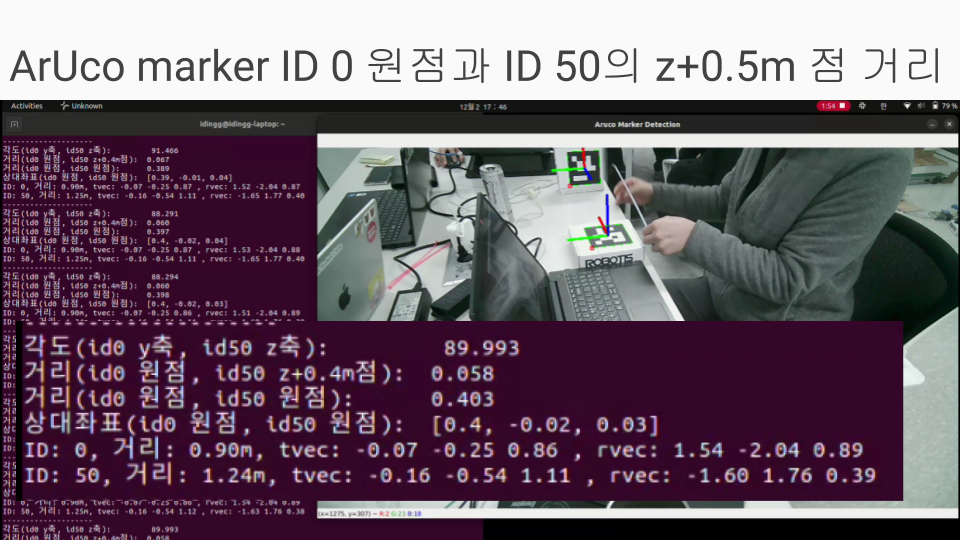 ArUco marker ID 0 원점과 ID 50의 z+0.5m 점 거리
Activities Unknown 12월 2 17 : 46 1:54 한 79 %
idingg@idingg-laptop: ~ Aruco Marker Detection
--------------------
각도(id0 y축, id50 z축): 91.466
거리(id0 원점, id50 z+0.4m점): 0.067
거리(id0 원점, id50 원점): 0.389
상대좌표(id0 원점, id50 원점): [0.39, -0.01, 0.04]
ID: 0, 거리: 0.90m, tvec: -0.07 -0.25 0.87 , rvec: 1.52 -2.04 0.87
ID: 50, 거리: 1.25m, tvec: -0.16 -0.54 1.11 , rvec: -1.65 1.77 0.40
--------------------
각도(id0 y축, id50 z축): 88.291
거리(id0 원점, id50 z+0.4m점): 0.060
거리(id0 원점, id50 원점): 0.397
상대좌표(id0 원점, id50 원점): [0.4, -0.02, 0.04]
ID: 0, 거리: 0.90m, tvec: -0.07 -0.25 0.87 , rvec: 1.53 -2.04 0.88
ID: 50, 거리: 1.25m, tvec: -0.16 -0.54 1.11 , rvec: -1.65 1.77 0.40
--------------------
각도(id0 y축, id50 z축): 88.294
거리(id0 원점, id50 z+0.4m점): 0.060
거리(id0 원점, id50 원점): 0.398
상대좌표(id0 원점, id50 원점): [0.4, -0.02, 0.03]
ID: 0, 거리: 0.90m, tvec: -0.07 -0.25 0.86 , rvec: 1.51 -2.04 0.89
ROBOTIS
각도(id0 y축, id50 z축): 89.993
거리(id0 원점, id50 z+0.4m점): 0.058
거리(id0 원점, id50 원점): 0.403
상대좌표(id0 원점, id50 원점): [0.4, -0.02, 0.03]
ID: 0, 거리: 0.90m, tvec: -0.07 -0.25 0.86 , rvec: 1.54 -2.04 0.89
ID: 50, 거리: 1.24m, tvec: -0.16 -0.54 1.11 , rvec: -1.60 1.76 0.39
ID: 0, 거리: 0.90m, tvec: -0.07 -0.25 0.86 , rvec: 1.54 -2.04 0.89
ID: 50, 거리: 1.25m, tvec: -0.16 -0.54 1.12 , rvec: -1.63 1.76 0.38
(x=1275, y=307) ~ R:2 G:23 B:18
--------------------
각도(id0 y축, id50 z축): 89.993
거리(id0 원점, id50 z+0.4m점): 0.058